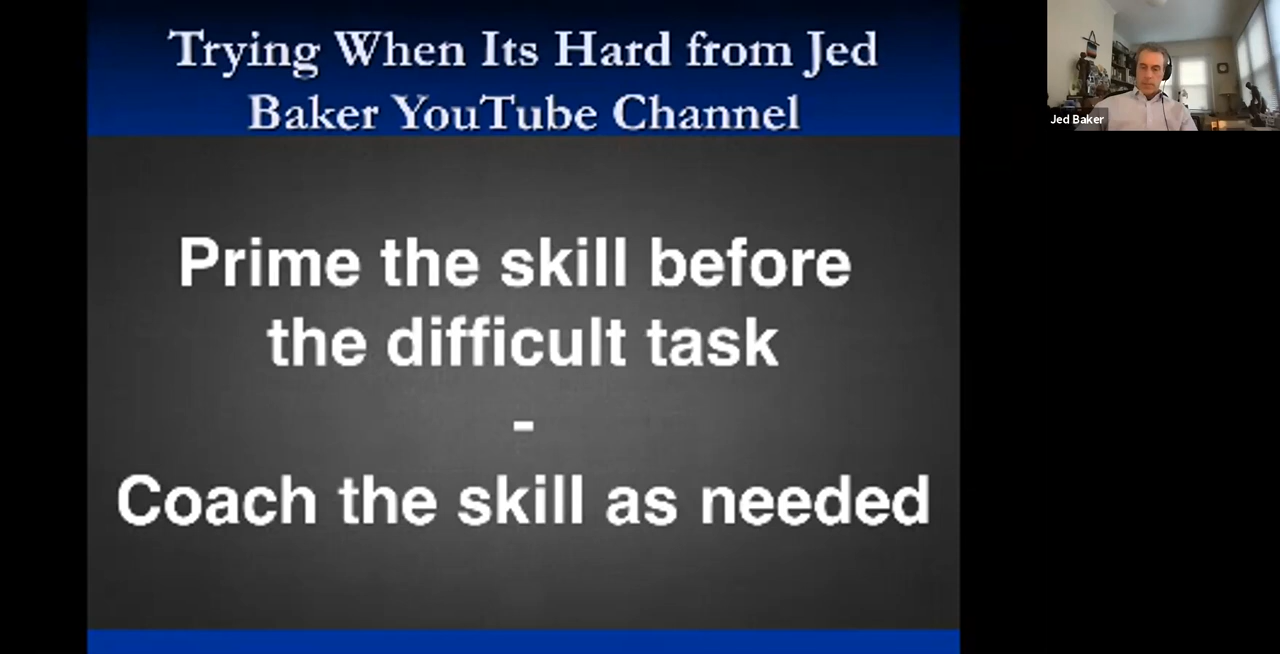 Trying When Its Hard from Jed
Baker YouTube Channel
Prime the skill before
the difficult task
-
Coach the skill as needed
Jed Baker